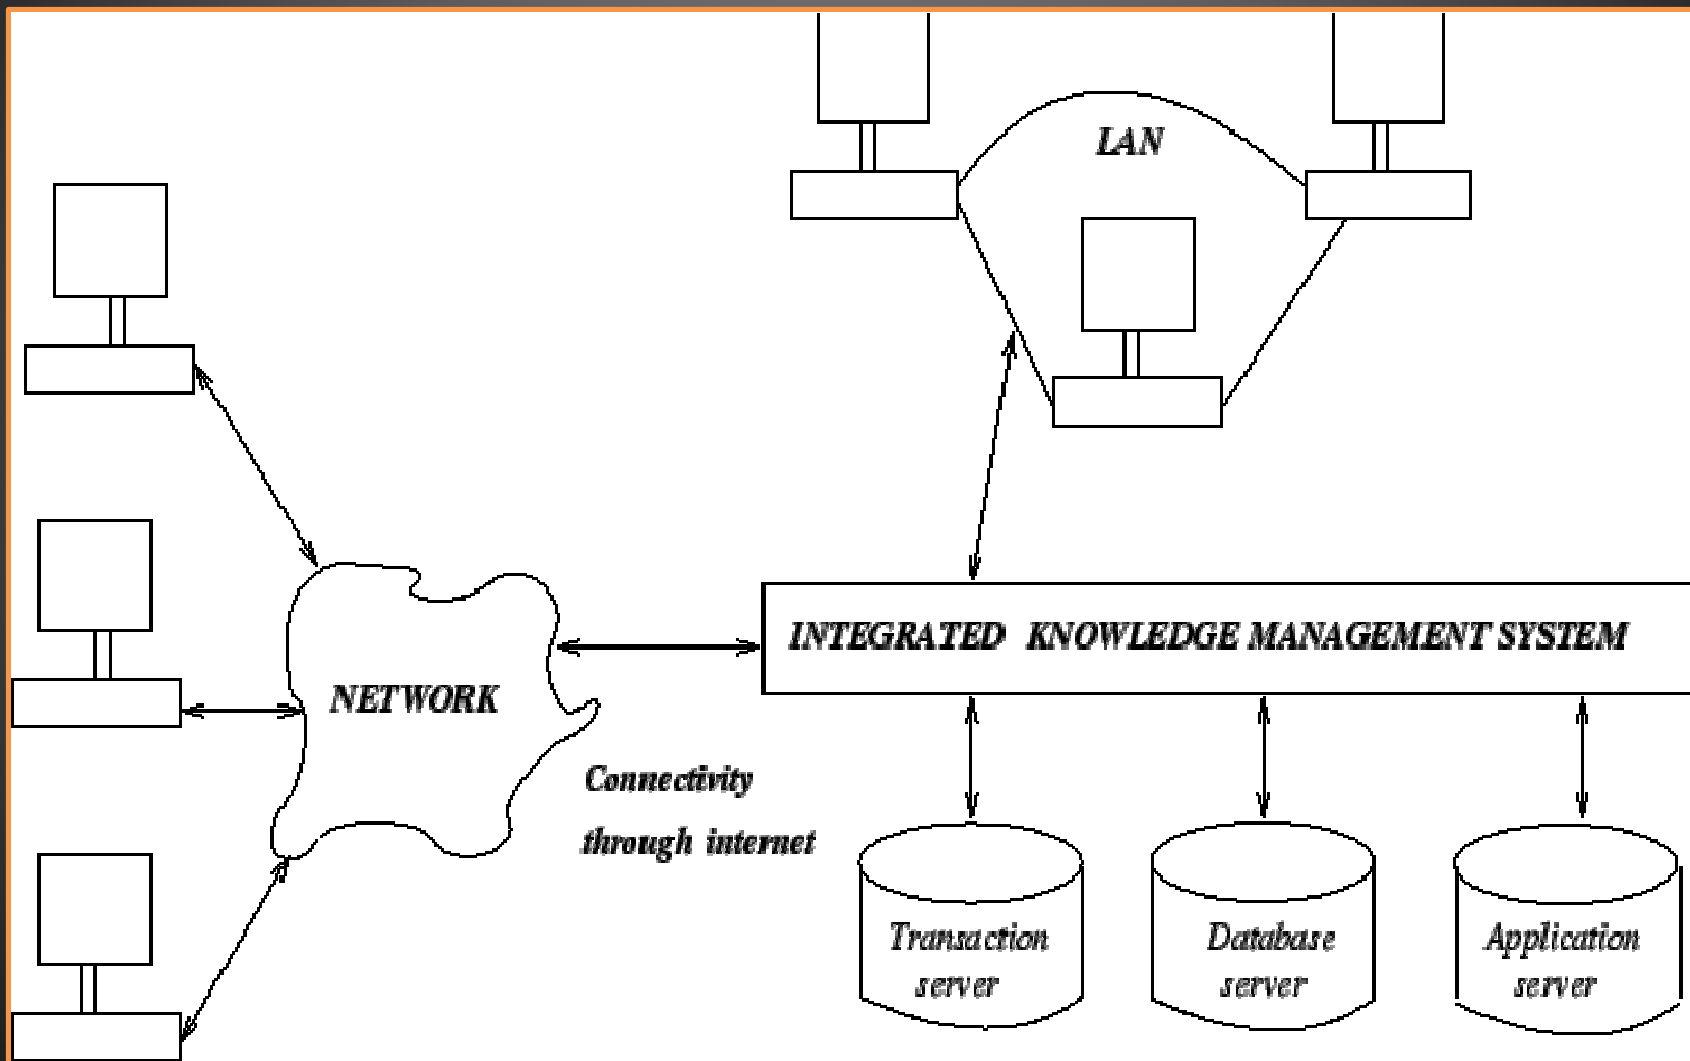 LAN
INTEGRATED KNOWLEDGE MANAGEMENT SYSTEM
NETWORK
Connectivity
through internet
Transaction
server
Database
server
Application
server